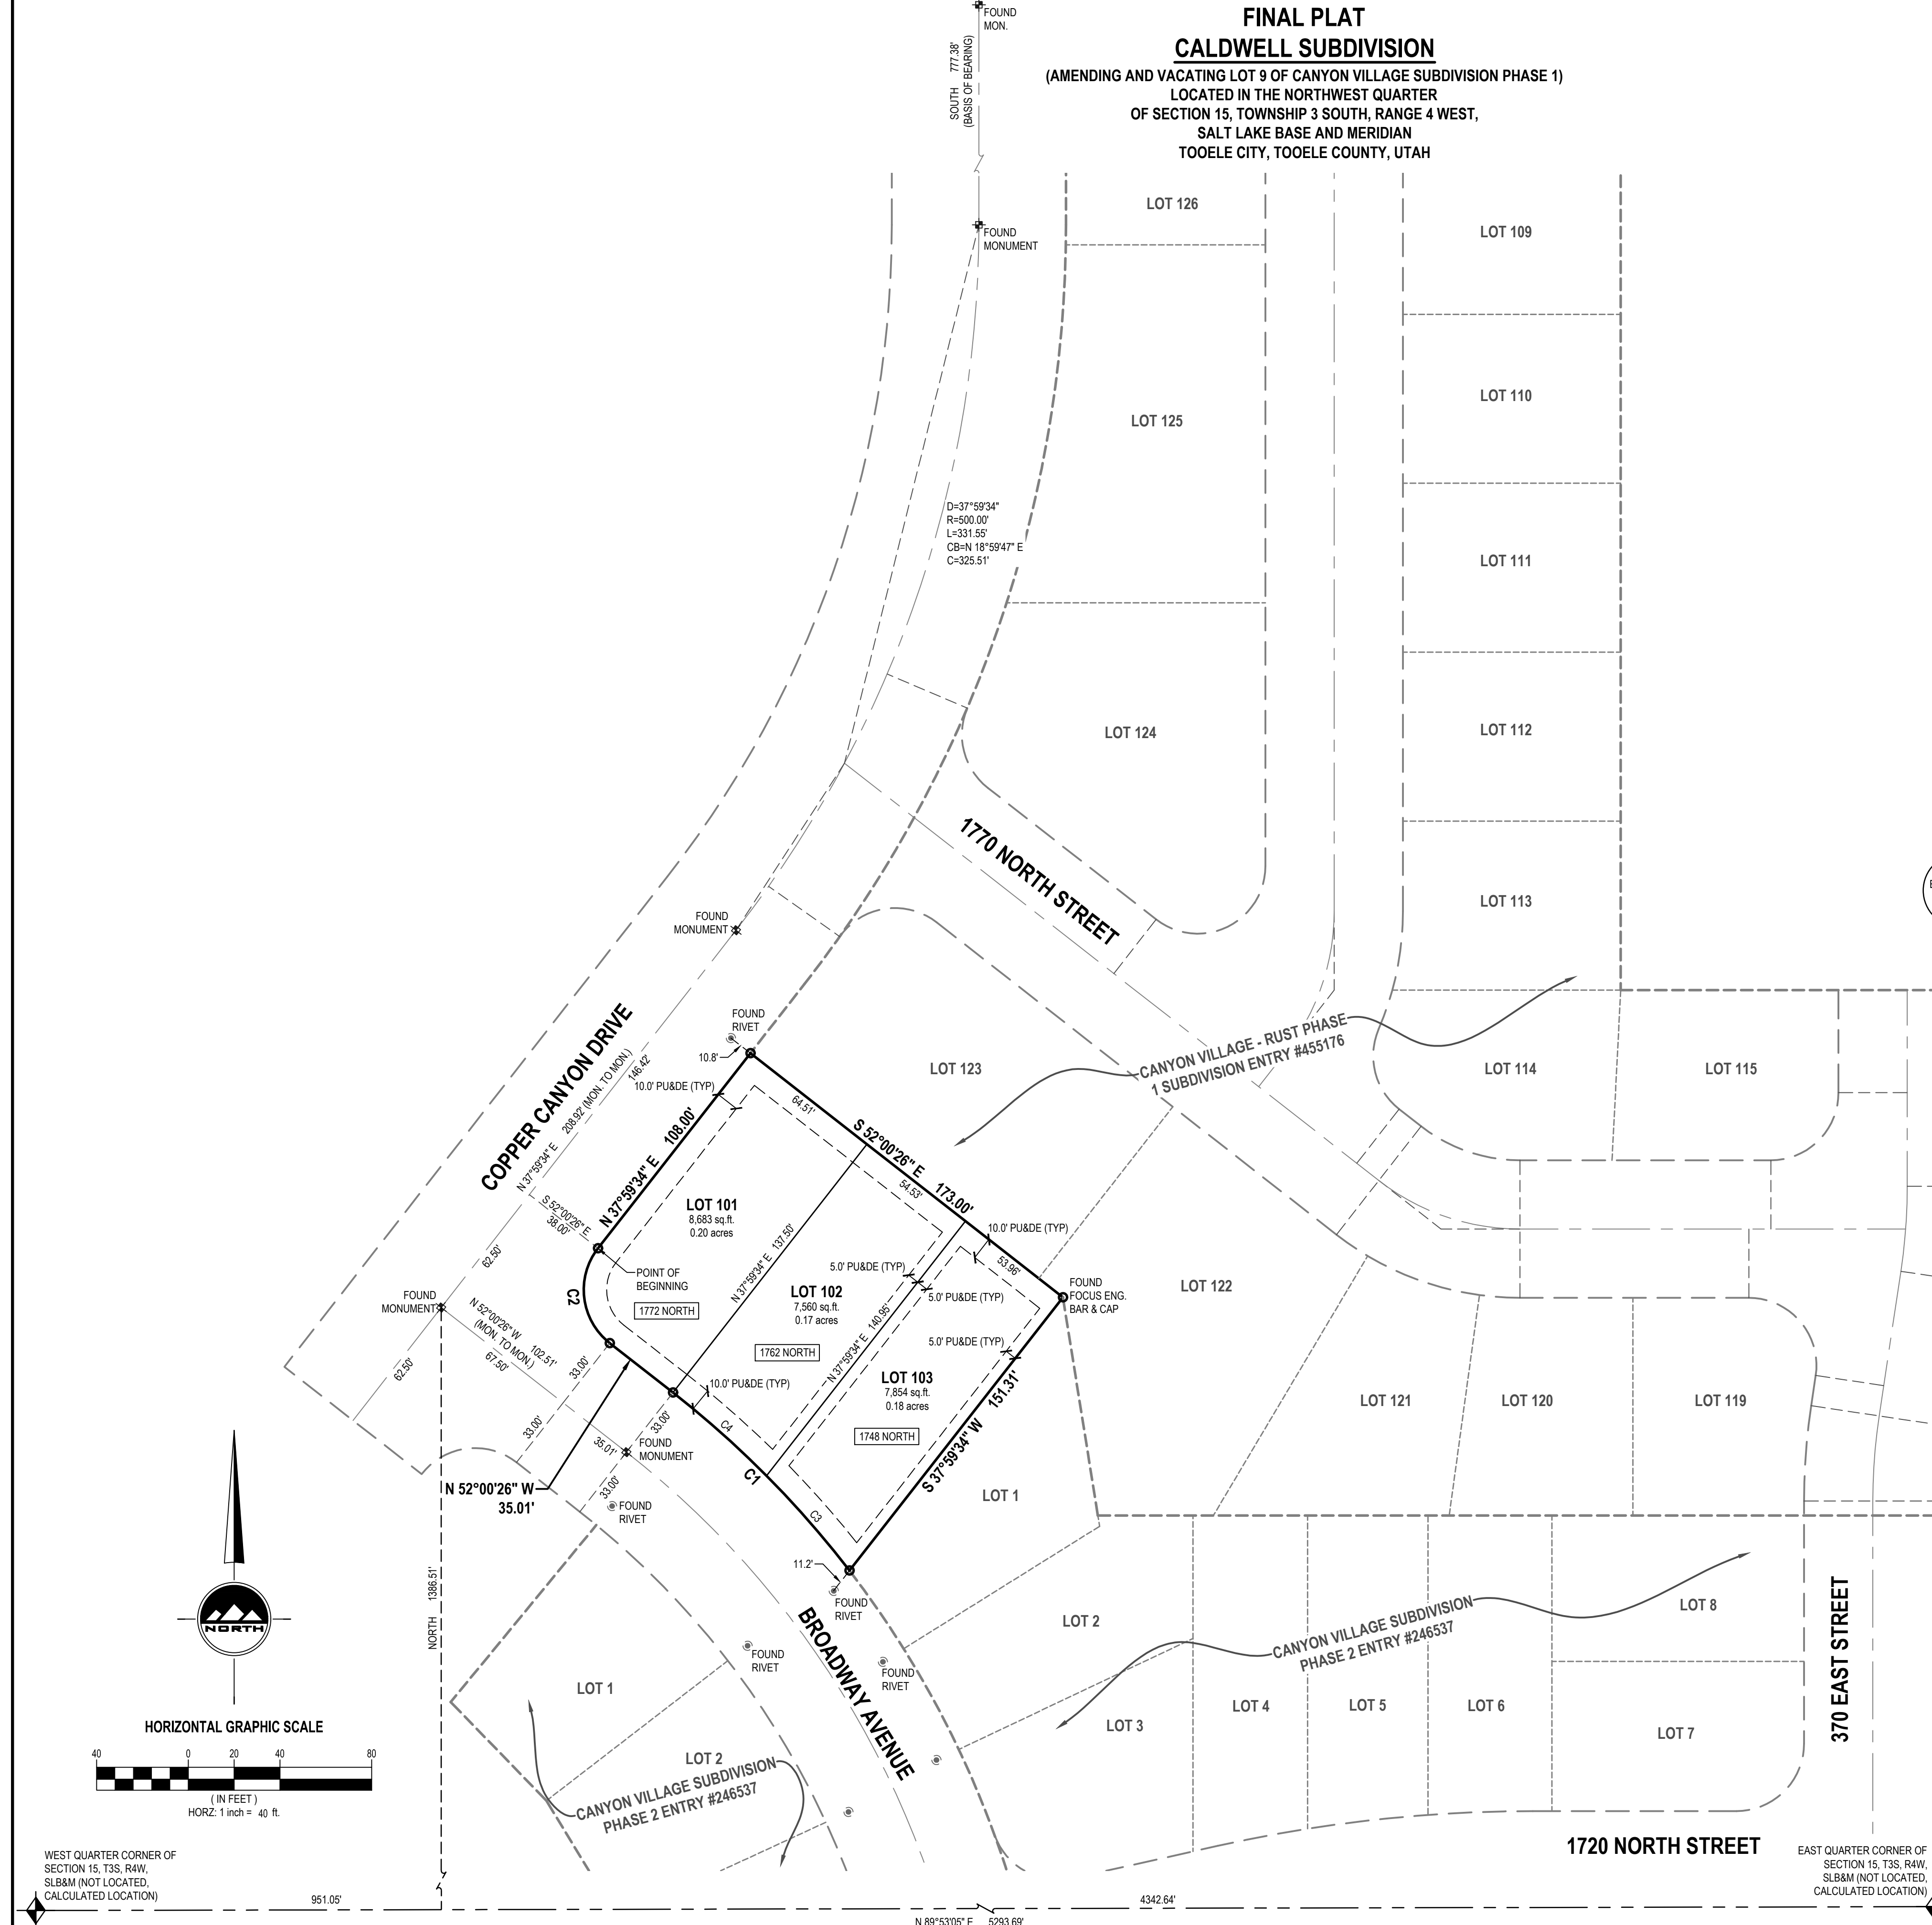 FINAL PLAT
CALDWELL SUBDIVISION
(AMENDING AND VACATING LOT 9 OF CANYON VILLAGE SUBDIVISION PHASE 1)
LOCATED IN THE NORTHWEST QUARTER
OF SECTION 15, TOWNSHIP 3 SOUTH, RANGE 4 WEST,
SALT LAKE BASE AND MERIDIAN
TOOELE CITY, TOOELE COUNTY, UTAH
FOUND
MON.
SOUTH 777.38'
(BASIS OF BEARING)
FOUND
MONUMENT
LOT 126
LOT 109
LOT 125
LOT 110
D=37°59'34"
R=500.00'
L=331.55'
CB=N 18°59'47" E
C=325.51'
LOT 111
LOT 124
LOT 112
1770 NORTH STREET
LOT 113
FOUND
MONUMENT
COPPER CANYON DRIVE
N 37°59'34" E 208.92' (MON. TO MON.)
146.42'
FOUND
RIVET
10.8'
10.0' PU&DE (TYP)
LOT 123
CANYON VILLAGE - RUST PHASE
1 SUBDIVISION ENTRY #455176
LOT 114
LOT 115
N 37°59'34" E 108.00'
64.51'
S 52°00'26" E 173.00'
54.53'
53.96'
10.0' PU&DE (TYP)
S 52°00'26" E
38.00'
LOT 101
8,683 sq.ft.
0.20 acres
N 37°59'34" E 137.50'
62.50'
POINT OF
BEGINNING
1772 NORTH
C2
5.0' PU&DE (TYP)
5.0' PU&DE (TYP)
LOT 102
7,560 sq.ft.
0.17 acres
1762 NORTH
N 37°59'34" E 140.95'
5.0' PU&DE (TYP)
FOUND
FOCUS ENG.
BAR & CAP
LOT 122
FOUND
MONUMENT
N 52°00'26" W 102.51'
(MON. TO MON.)
67.50'
62.50'
33.00'
33.00'
10.0' PU&DE (TYP)
LOT 103
7,854 sq.ft.
0.18 acres
1748 NORTH
S 37°59'34" W 151.31'
LOT 121
LOT 120
LOT 119
33.00'
C4
35.01'
FOUND
MONUMENT
33.00'
C1
N 52°00'26" W
35.01'
FOUND
RIVET
C3
LOT 1
11.2'
FOUND
RIVET
NORTH 1386.51'
NORTH
BROADWAY AVENUE
FOUND
RIVET
FOUND
RIVET
LOT 2
CANYON VILLAGE SUBDIVISION
PHASE 2 ENTRY #246537
LOT 8
370 EAST STREET
LOT 1
LOT 3
LOT 4
LOT 5
LOT 6
LOT 7
LOT 2
CANYON VILLAGE SUBDIVISION
PHASE 2 ENTRY #246537
HORIZONTAL GRAPHIC SCALE
40 0 20 40 80
( IN FEET )
HORZ: 1 inch = 40 ft.
1720 NORTH STREET
WEST QUARTER CORNER OF
SECTION 15, T3S, R4W,
SLB&M (NOT LOCATED,
CALCULATED LOCATION)
EAST QUARTER CORNER OF
SECTION 15, T3S, R4W,
SLB&M (NOT LOCATED,
CALCULATED LOCATION)
951.05'
4342.64'
N 89°53'05" E 5293.69'